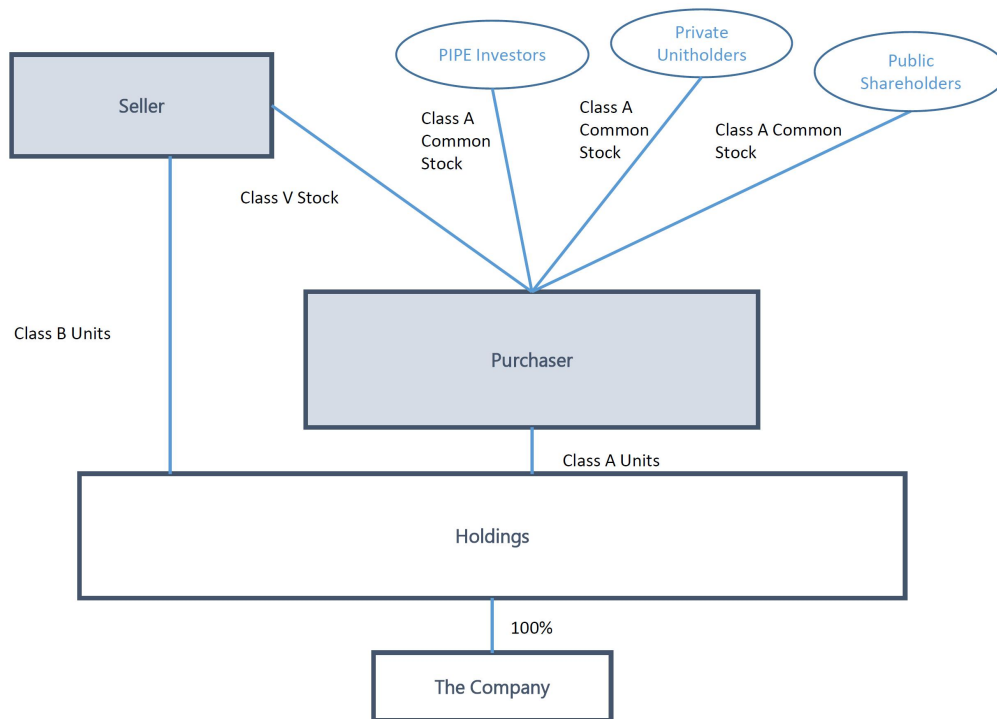 PIPE Investors
Private
Unitholders
Public
Shareholders
Seller
Class A
Common
Stock
Class A
Common
Stock
Class A Common
Stock
Class V Stock
Class B Units
Purchaser
Class A Units
Holdings
100%
The Company